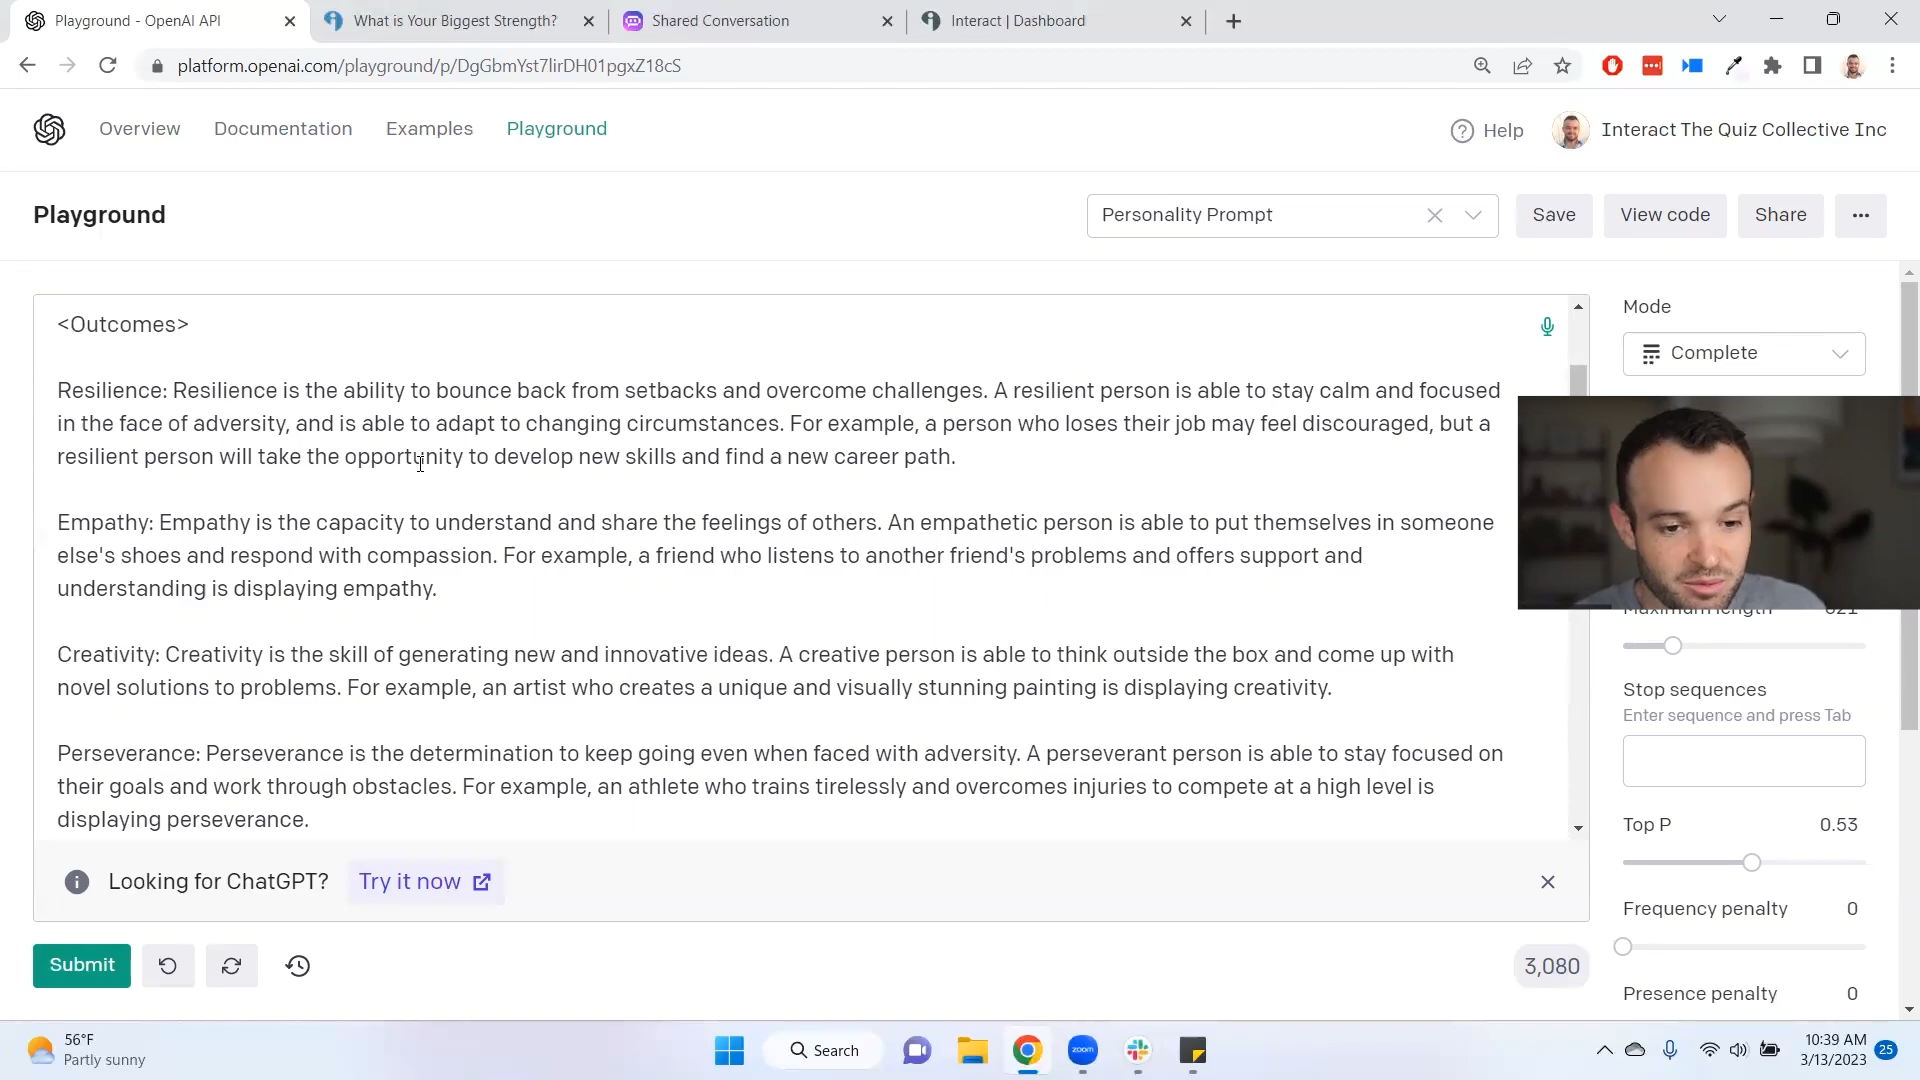 Playground - OpenAI API
What is Your Biggest Strength?
Shared Conversation
Interact | Dashboard
platform.openai.com/playground/p/DgGbmYst7lirDH01pgxZ18cS
Overview
Documentation
Examples
Playground
Help
Interact The Quiz Collective Inc
Playground
Personality Prompt
Save
View code
Share
<Outcomes>
Resilience: Resilience is the ability to bounce back from setbacks and overcome challenges. A resilient person is able to stay calm and focused
in the face of adversity, and is able to adapt to changing circumstances. For example, a person who loses their job may feel discouraged, but a
resilient person will take the opportunity to develop new skills and find a new career path.
Empathy: Empathy is the capacity to understand and share the feelings of others. An empathetic person is able to put themselves in someone
else's shoes and respond with compassion. For example, a friend who listens to another friend's problems and offers support and
understanding is displaying empathy.
Creativity: Creativity is the skill of generating new and innovative ideas. A creative person is able to think outside the box and come up with
novel solutions to problems. For example, an artist who creates a unique and visually stunning painting is displaying creativity.
Perseverance: Perseverance is the determination to keep going even when faced with adversity. A perseverant person is able to stay focused on
their goals and work through obstacles. For example, an athlete who trains tirelessly and overcomes injuries to compete at a high level is
displaying perseverance.
Looking for ChatGPT? Try it now
Submit
3,080
Mode
Complete
Maximum length
Stop sequences
Enter sequence and press Tab
Top P 0.53
Frequency penalty 0
Presence penalty 0
56°F
Partly sunny
Search
zoom
10:39 AM
3/13/2023
25